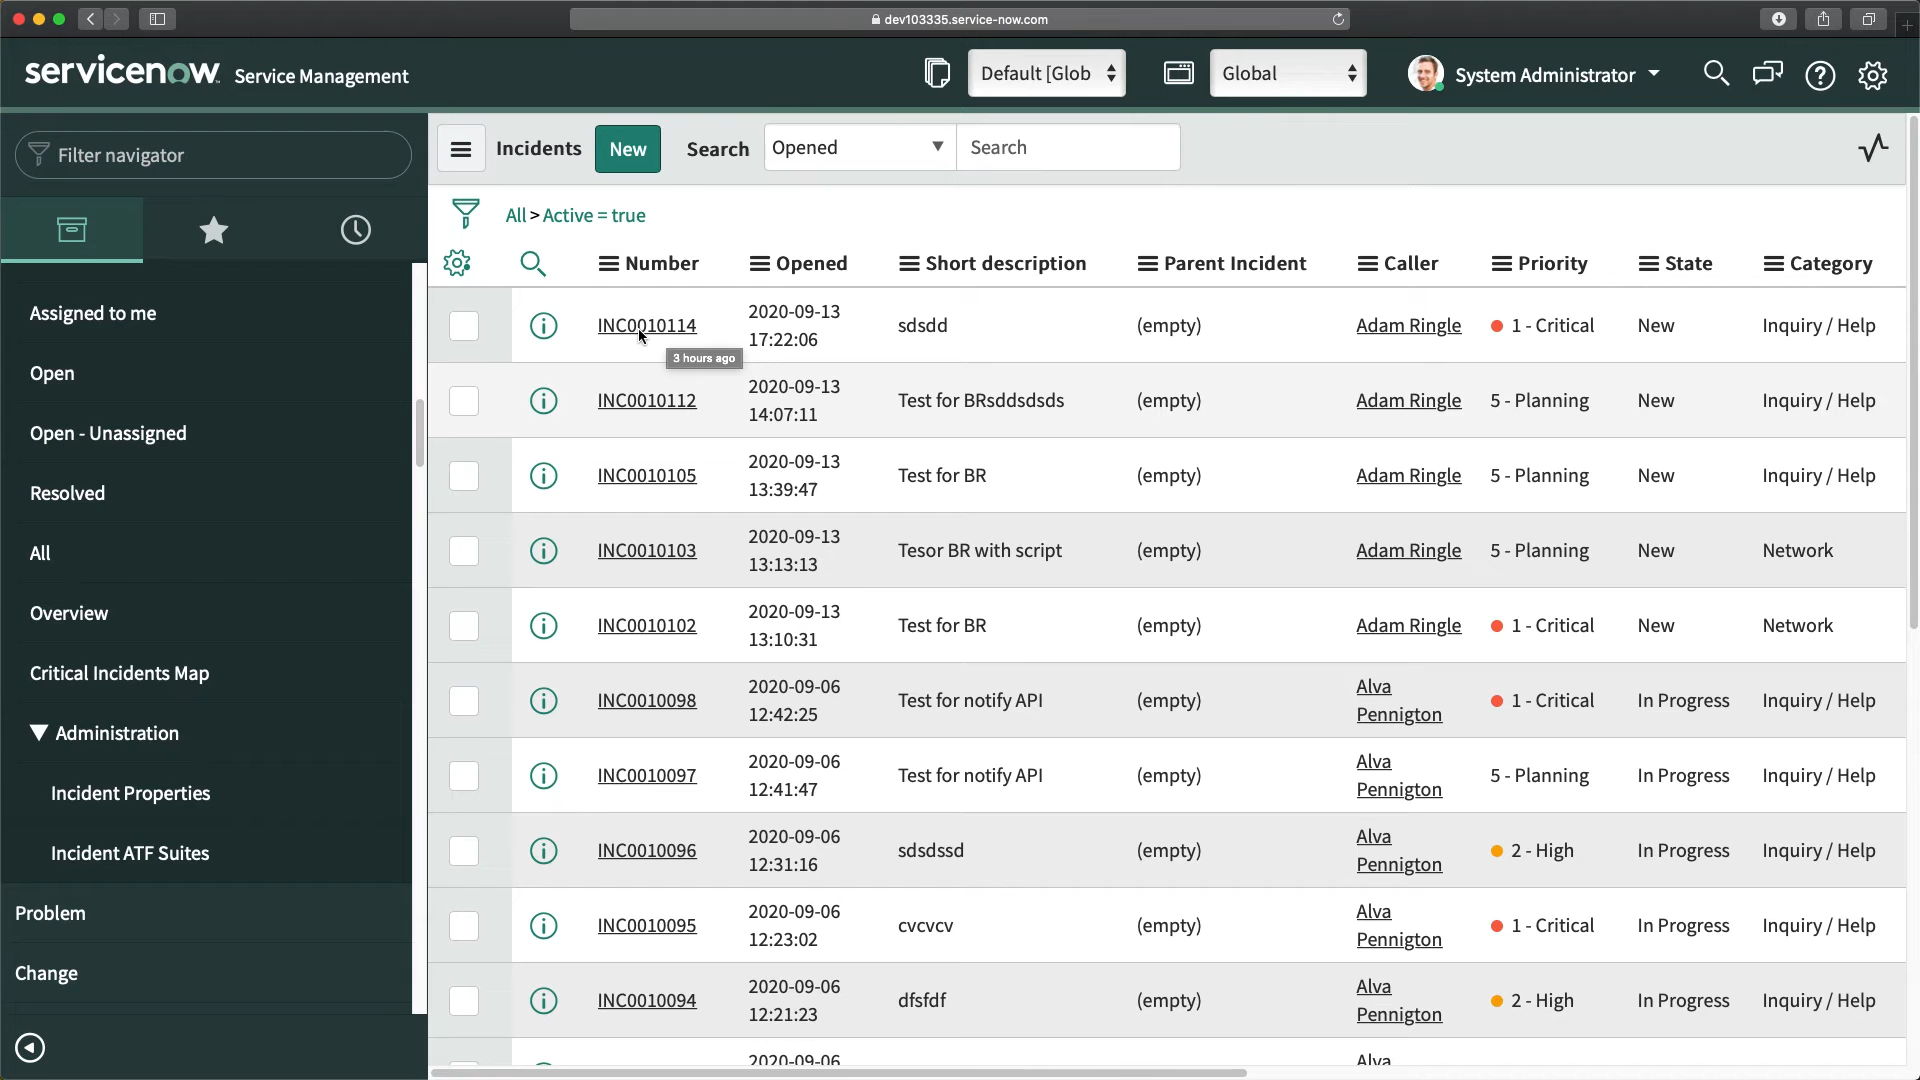 dev103335.service-now.com
servicenow Service Management
Default [Glob
Global
System Administrator
Filter navigator
Incidents
New
Search
Opened
Search
All > Active = true
Number
Opened
Short description
Parent Incident
Caller
Priority
State
Category
Assigned to me
Open
Open - Unassigned
Resolved
All
Overview
Critical Incidents Map
Administration
Incident Properties
Incident ATF Suites
Problem
Change
INC0010114
2020-09-13
17:22:06
sdsdd
(empty)
Adam Ringle
1 - Critical
New
Inquiry / Help
3 hours ago
INC0010112
2020-09-13
14:07:11
Test for BRsddsdsds
(empty)
Adam Ringle
5 - Planning
New
Inquiry / Help
INC0010105
2020-09-13
13:39:47
Test for BR
(empty)
Adam Ringle
5 - Planning
New
Inquiry / Help
INC0010103
2020-09-13
13:13:13
Tesor BR with script
(empty)
Adam Ringle
5 - Planning
New
Network
INC0010102
2020-09-13
13:10:31
Test for BR
(empty)
Adam Ringle
1 - Critical
New
Network
INC0010098
2020-09-06
12:42:25
Test for notify API
(empty)
Alva
Pennington
1 - Critical
In Progress
Inquiry / Help
INC0010097
2020-09-06
12:41:47
Test for notify API
(empty)
Alva
Pennington
5 - Planning
In Progress
Inquiry / Help
INC0010096
2020-09-06
12:31:16
sdsdssd
(empty)
Alva
Pennington
2 - High
In Progress
Inquiry / Help
INC0010095
2020-09-06
12:23:02
cvcvcv
(empty)
Alva
Pennington
1 - Critical
In Progress
Inquiry / Help
INC0010094
2020-09-06
12:21:23
dfsfdf
(empty)
Alva
Pennington
2 - High
In Progress
Inquiry / Help
2020-09-06
Alva